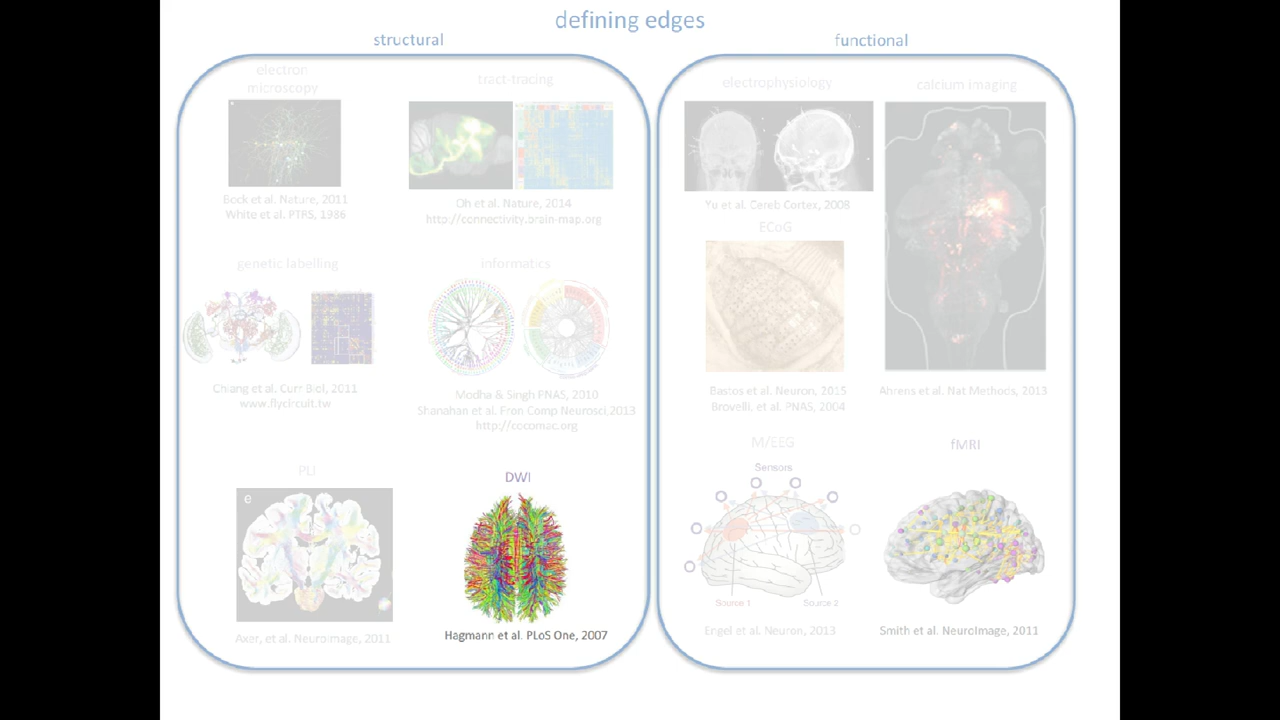 defining edges
structural
functional
electron
microscopy
tract-tracing
Bock et al. Nature, 2011
White et al. PTRS, 1986
Oh et al. Nature, 2014
http://connectivity.brain-map.org
genetic labelling
informatics
Chiang et al. Curr Biol, 2011
www.flycircuit.tw
Modha & Singh PNAS, 2010
Shanahan et al. Fron Comp Neurosci,2013
http://cocomac.org
PLI
DWI
e
Axer, et al. NeuroImage, 2011
Hagmann et al. PLoS One, 2007
electrophysiology
calcium imaging
Yu et al. Cereb Cortex, 2008
ECoG
Bastos et al. Neuron, 2015
Brovelli, et al. PNAS, 2004
Ahrens et al. Nat Methods, 2013
M/EEG
fMRI
Sensors
Source 1
Source 2
Engel et al. Neuron, 2013
Smith et al. NeuroImage, 2011